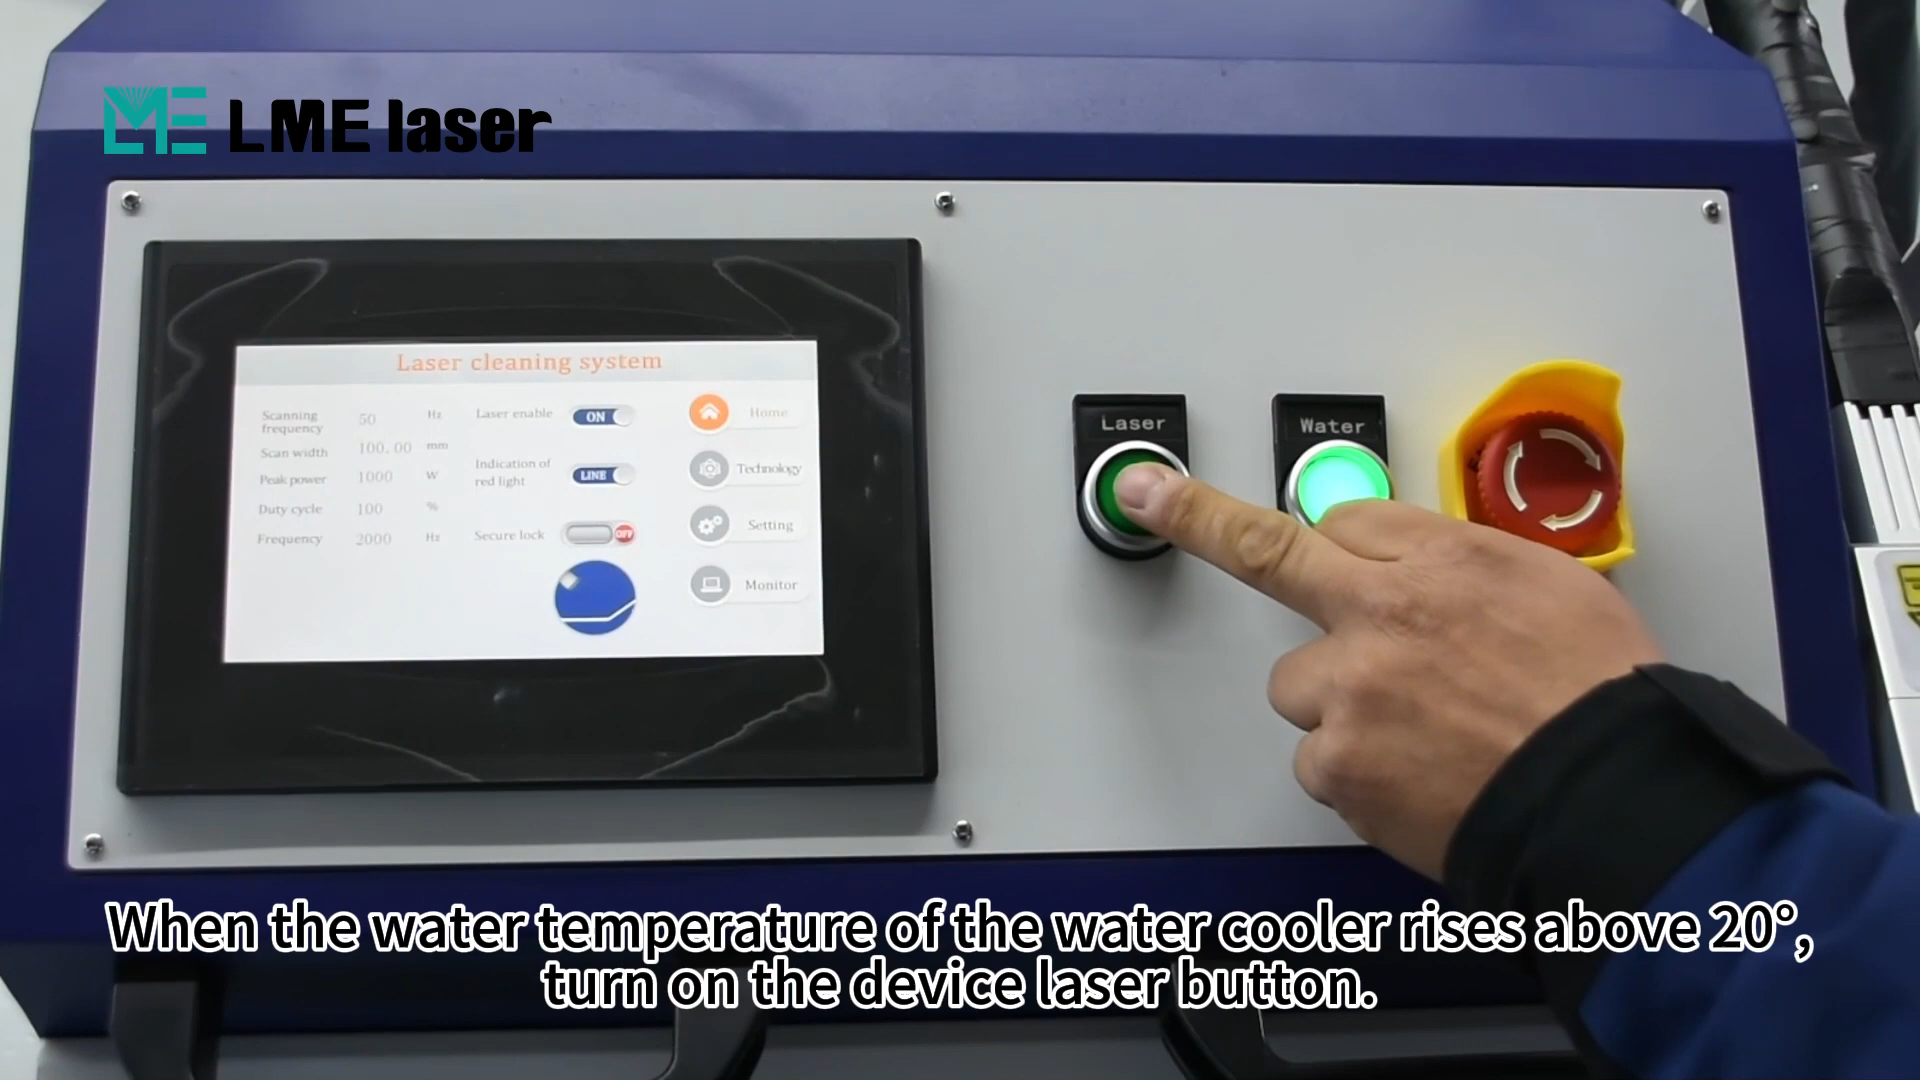 LME laser
Laser cleaning system
Scanning frequency 50 Hz
Scan width 100.00 mm
Peak power 1000 W
Duty cycle 100 %
Frequency 2000 Hz
Laser enable ON
Indication of red light LINE
Secure lock OFF
Home
Technology
Setting
Monitor
Laser
Water
When the water temperature of the water cooler rises above 20°,
turn on the device laser button.